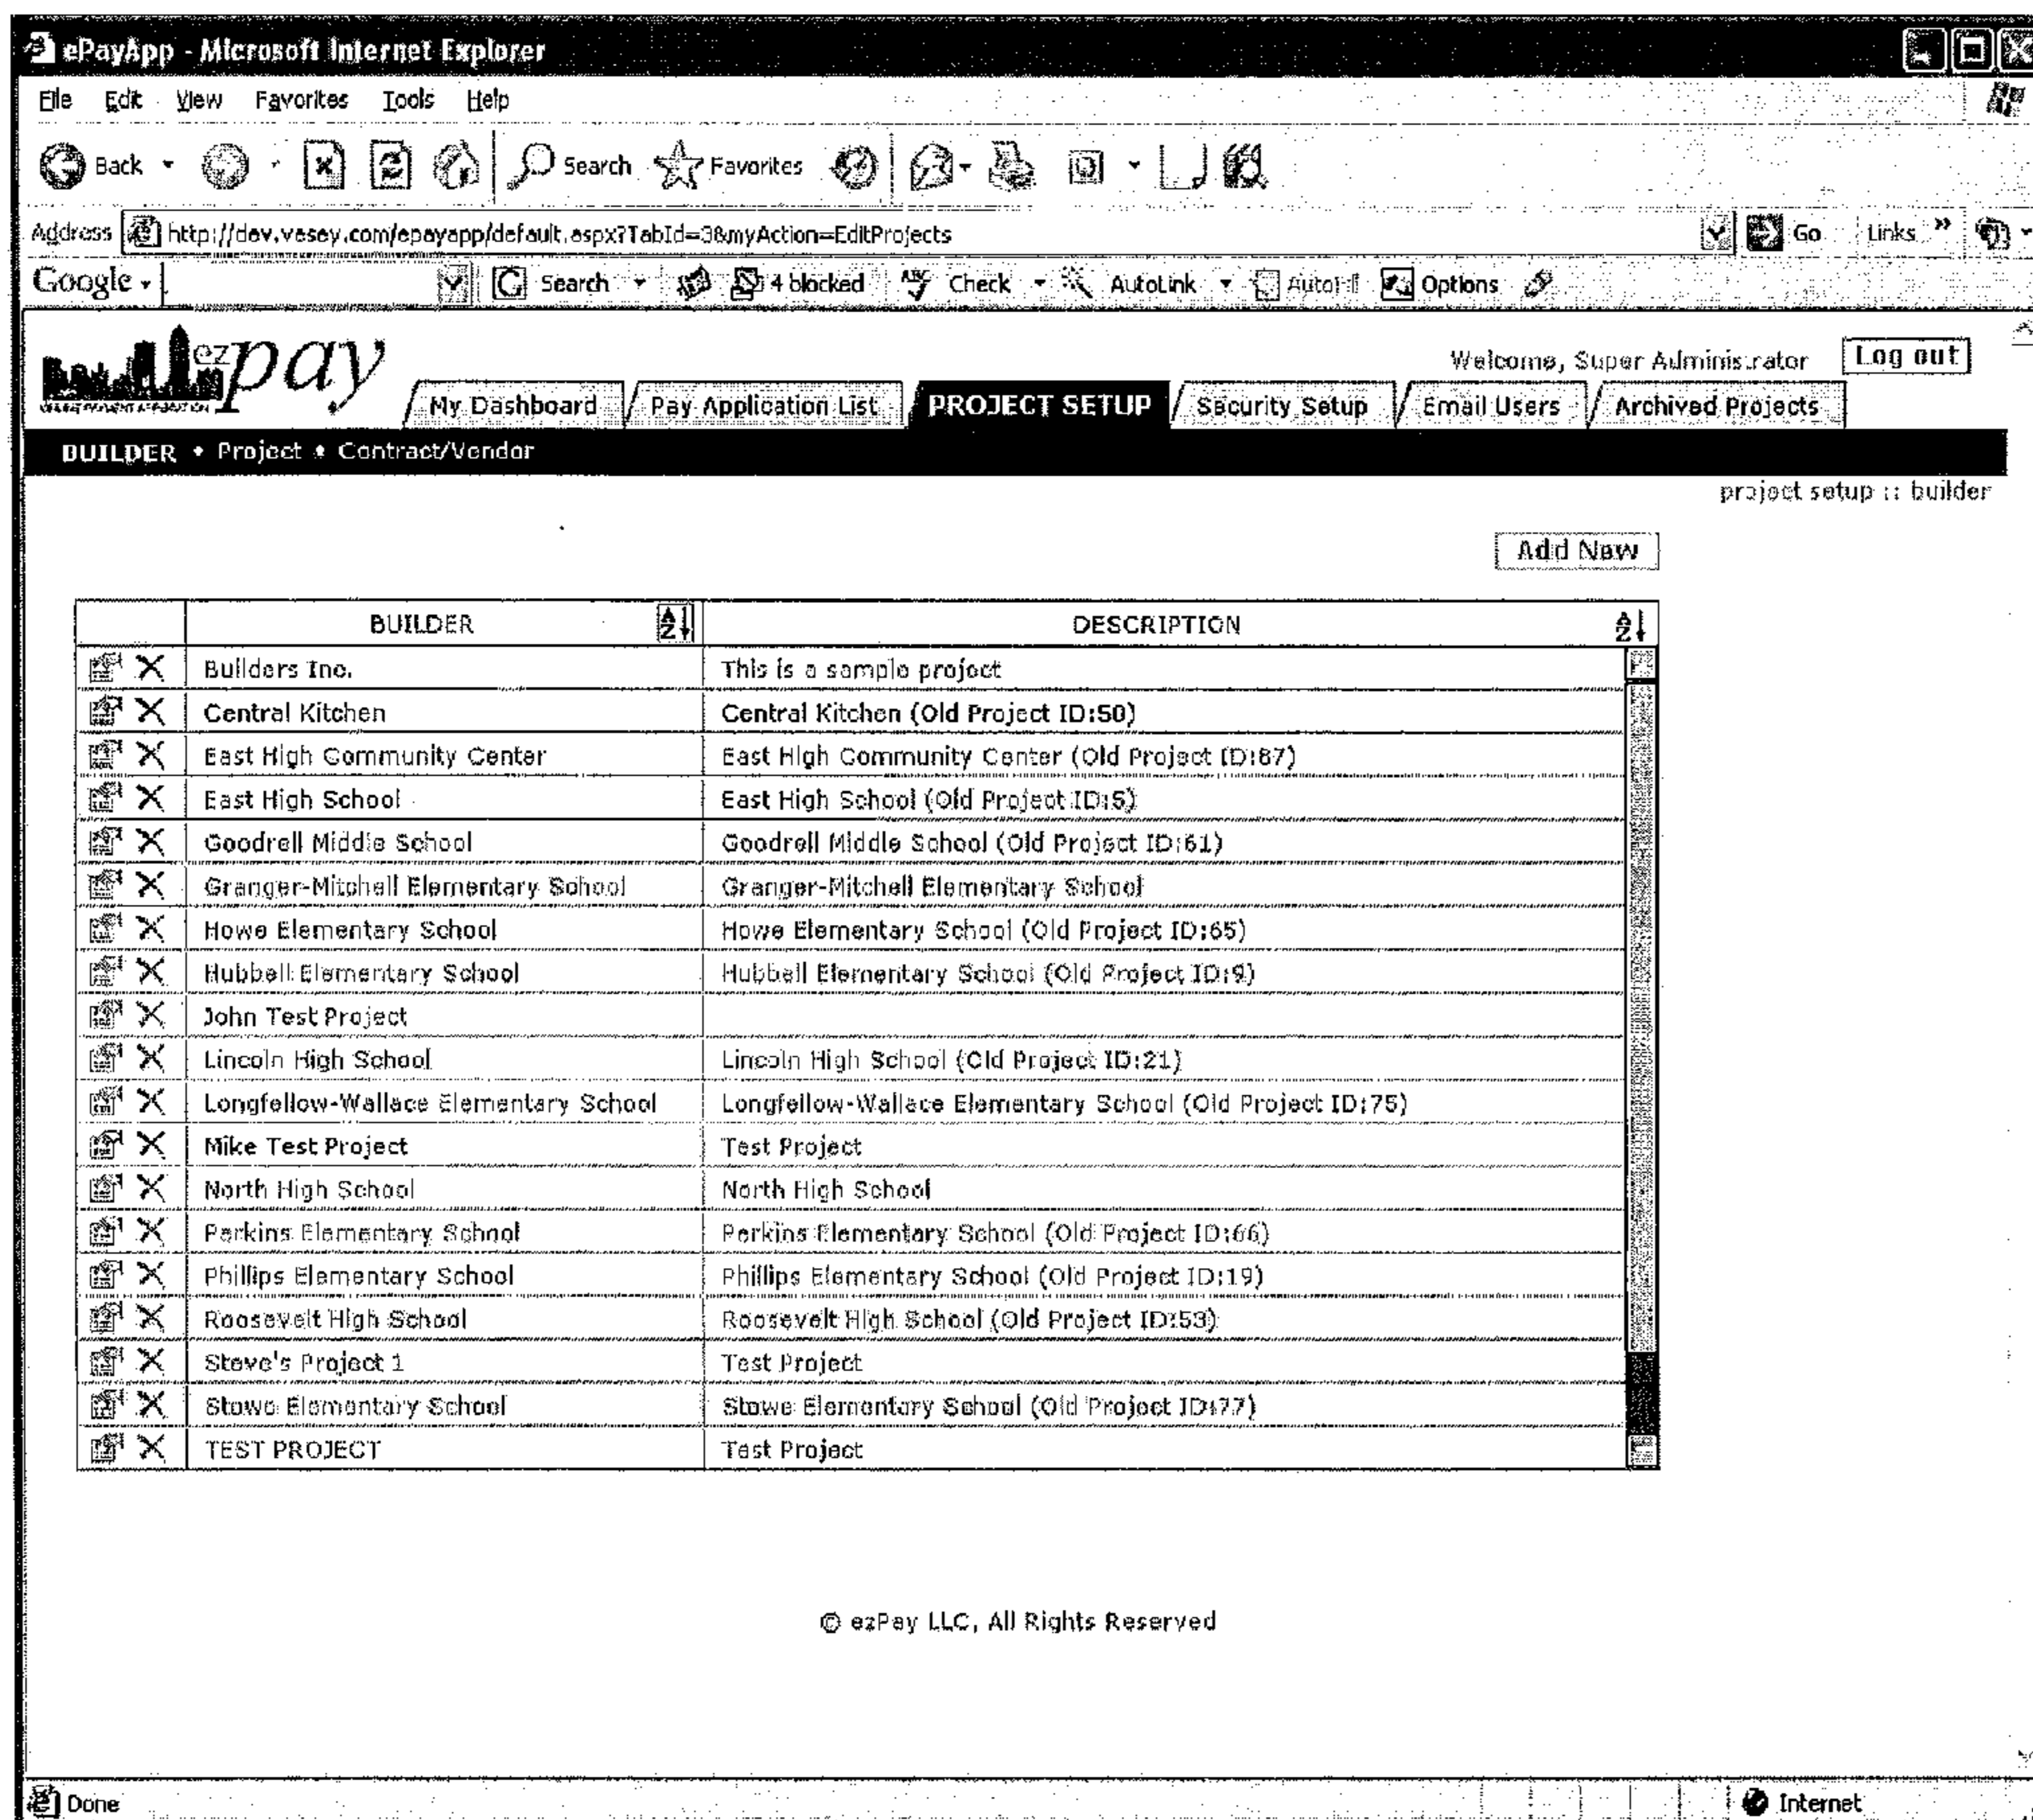 ePayApp - Microsoft Internet Explorer
File Edit View Favorites Tools Help
Back Search Favorites
Address http://dev.vesey.com/epayapp/default.aspx?TabId=3&myAction=EditProjects Go Links »
Google Search 4 blocked Check AutoLink AutoFill Options
ez pay
Welcome, Super Administrator Log out
My Dashboard Pay Application List PROJECT SETUP Security Setup Email Users Archived Projects
BUILDER • Project • Contract/Vendor
project setup :: builder
Add New
BUILDER DESCRIPTION
Builders Inc. This is a sample project
Central Kitchen Central Kitchen (Old Project ID:50)
East High Community Center East High Community Center (Old Project ID:87)
East High School East High School (Old Project ID:5)
Goodrell Middle School Goodrell Middle School (Old Project ID:61)
Granger-Mitchell Elementary School Granger-Mitchell Elementary School
Howe Elementary School Howe Elementary School (Old Project ID:65)
Hubbell Elementary School Hubbell Elementary School (Old Project ID:9)
John Test Project
Lincoln High School Lincoln High School (Old Project ID:21)
Longfellow-Wallace Elementary School Longfellow-Wallace Elementary School (Old Project ID:75)
Mike Test Project Test Project
North High School North High School
Perkins Elementary School Perkins Elementary School (Old Project ID:66)
Phillips Elementary School Phillips Elementary School (Old Project ID:19)
Roosevelt High School Roosevelt High School (Old Project ID:53)
Steve's Project 1 Test Project
Stowe Elementary School Stowe Elementary School (Old Project ID:77)
TEST PROJECT Test Project
© ezPay LLC, All Rights Reserved
Done Internet